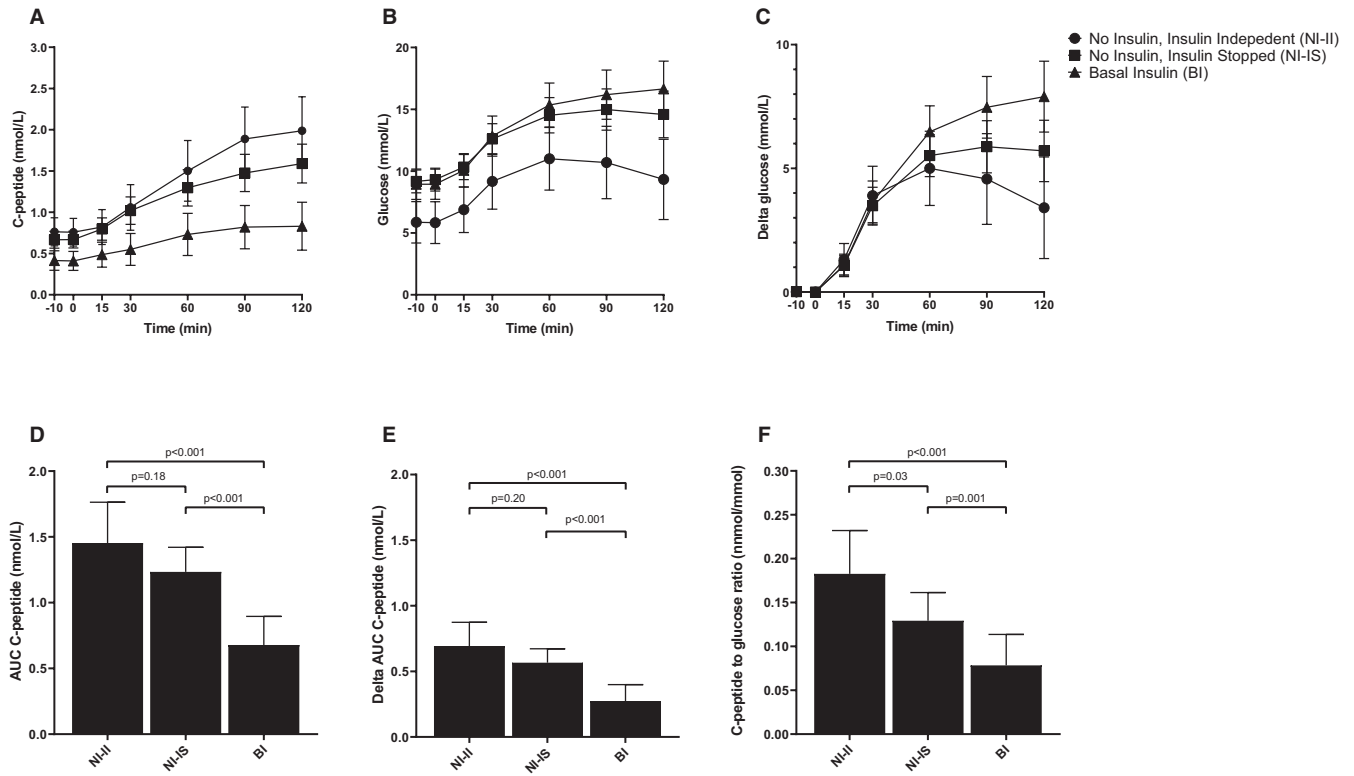 A
C-peptide (nmol/L)
3.0
2.5
2.0
1.5
1.0
0.5
0.0
-10 0 15 30 60 90 120
Time (min)
B
Glucose (mmol/L)
20
15
10
5
0
-10 0 15 30 60 90 120
Time (min)
C
Delta glucose (mmol/L)
10
5
0
-10 0 15 30 60 90 120
Time (min)
No Insulin, Insulin Indepedent (NI-II)
No Insulin, Insulin Stopped (NI-IS)
Basal Insulin (BI)
D
AUC C-peptide (nmol/L)
2.0
1.5
1.0
0.5
0.0
p<0.001
p=0.18
p<0.001
NI-II
NI-IS
BI
E
Delta AUC C-peptide (nmol/L)
2.0
1.5
1.0
0.5
0.0
p<0.001
p=0.20
p<0.001
NI-II
NI-IS
BI
F
C-peptide to glucose ratio (nnmol/mmol)
0.30
0.25
0.20
0.15
0.10
0.05
0.00
p<0.001
p=0.03
p=0.001
NI-II
NI-IS
BI